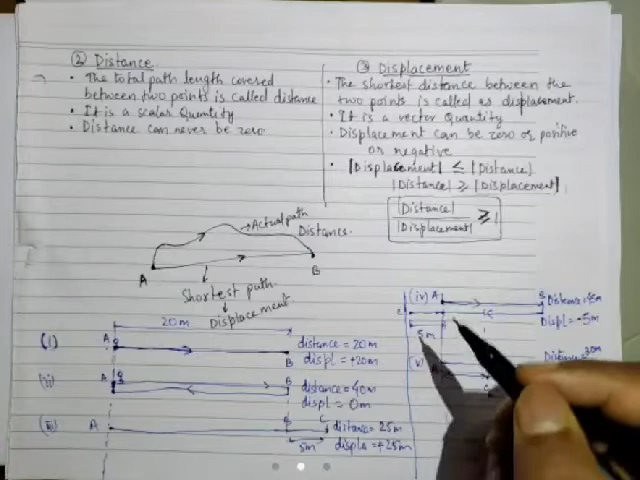 ② Distance
• The total path length covered
between two points is called distance
• It is a scalar Quantity
• Distance can never be zero
③ Displacement
• The shortest distance between the
two points is called as displacement.
• It is a vector Quantity
• Displacement can be zero or positive
or negative
• |Displacement| ≤ |Distance|
|Distance| ≥ |Displacement|
|Distance| / |Displacement| ≥ 1
Actual path
Distance
A
B
Shortest path
Displacement
20m
(i) A B
distance = 20m
displ = +20m
(ii) A B
distance = 40m
displ = 0m
(iii) A B C
distance = 25m
displs = +25m
5m
(iv) A B
Distance = 45m
Displ = -5m
5m
(v)
Distance = 30m